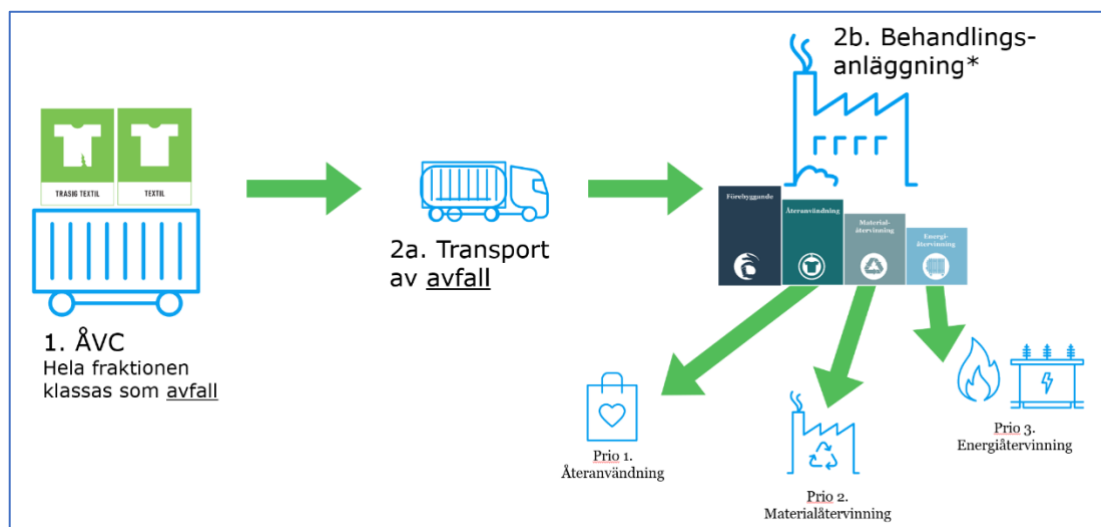 TRASIG TEXTIL
TEXTIL
1. ÅVC
Hela fraktionen
klassas som avfall
2a. Transport
av avfall
2b. Behandlings-
anläggning*
Förebyggande
Återanvändning
Material-
återvinning
Energi-
återvinning
Prio 1.
Återanvändning
Prio 2.
Materialåtervinning
Prio 3.
Energiåtervinning